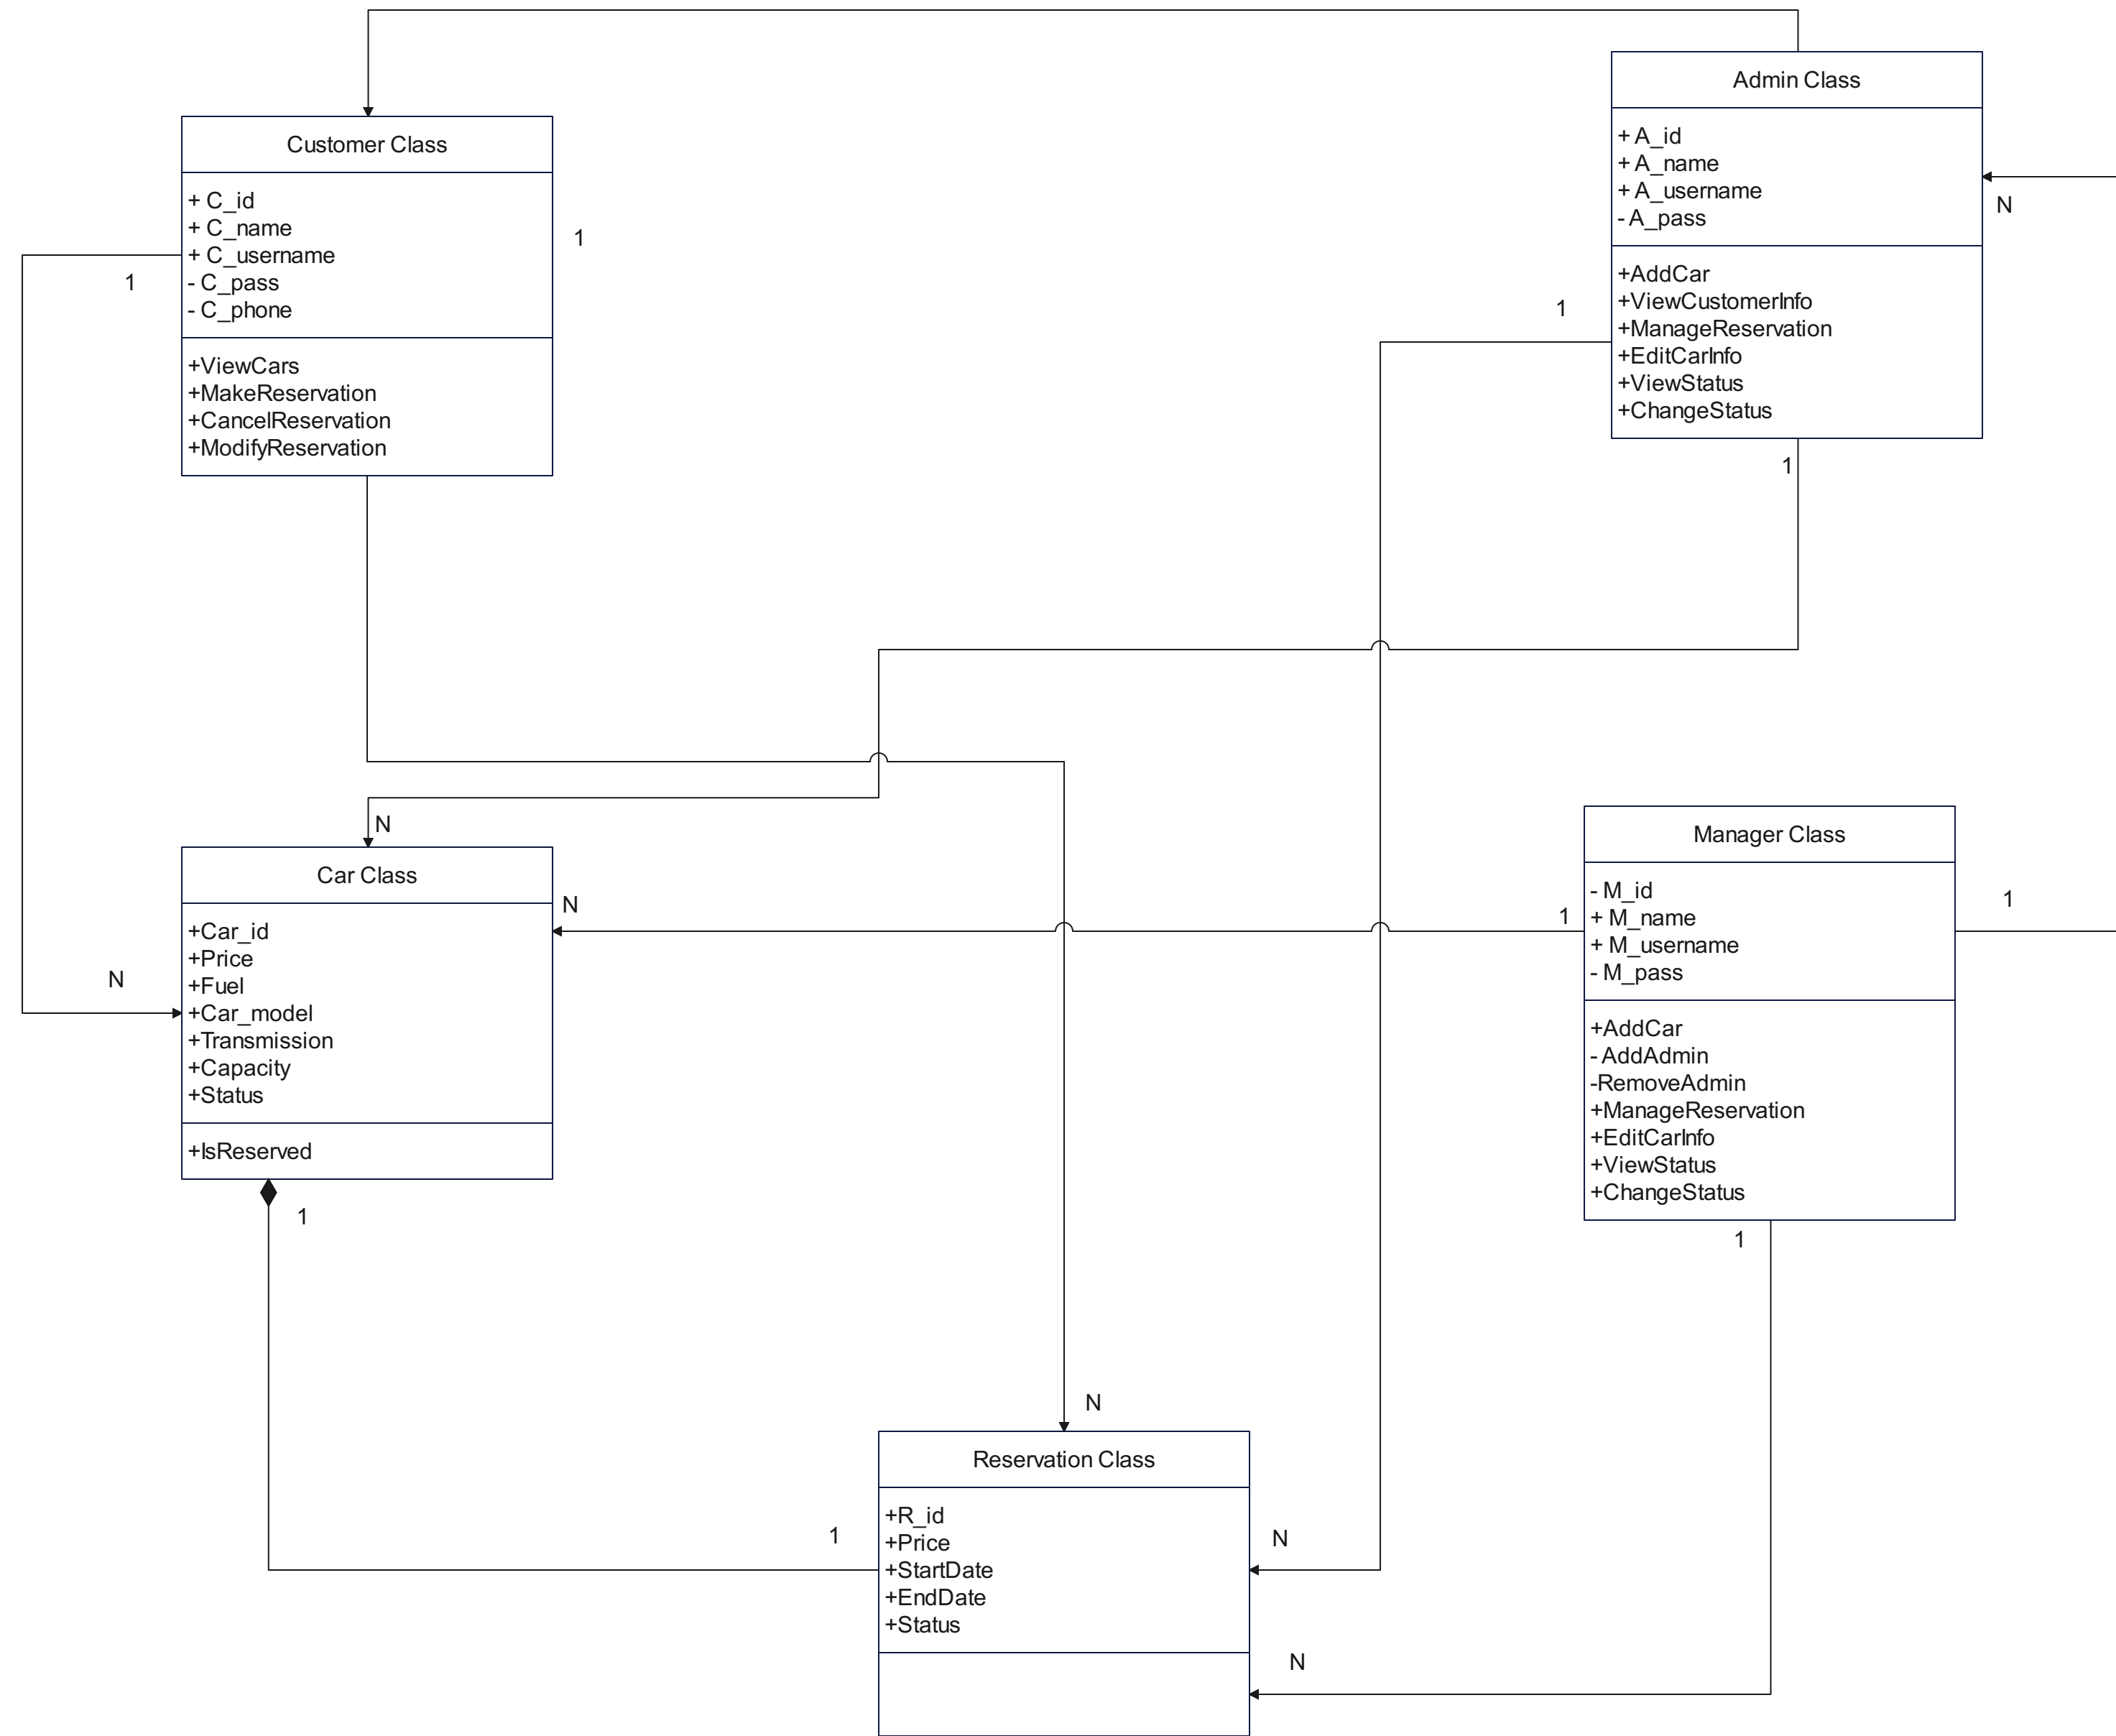 Customer Class
+ C_id
+ C_name
+ C_username
- C_pass
- C_phone
+ViewCars
+MakeReservation
+CancelReservation
+ModifyReservation
1
1
Admin Class
+ A_id
+ A_name
+ A_username
- A_pass
+AddCar
+ViewCustomerInfo
+ManageReservation
+EditCarInfo
+ViewStatus
+ChangeStatus
N
1
1
N
Car Class
+Car_id
+Price
+Fuel
+Car_model
+Transmission
+Capacity
+Status
+IsReserved
N
N
1
Manager Class
- M_id
+ M_name
+ M_username
- M_pass
+AddCar
- AddAdmin
-RemoveAdmin
+ManageReservation
+EditCarInfo
+ViewStatus
+ChangeStatus
1
1
1
N
Reservation Class
+R_id
+Price
+StartDate
+EndDate
+Status
1
N
N